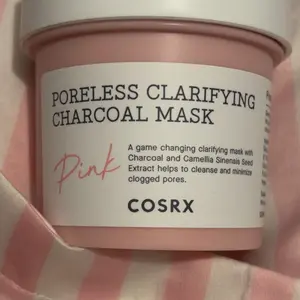 PORELESS CLARIFYING
CHARCOAL MASK
Pink
A game changing clarifying mask with
Charcoal and Camellia Sinensis Seed
Extract helps to cleanse and minimize
clogged pores.
COSRX